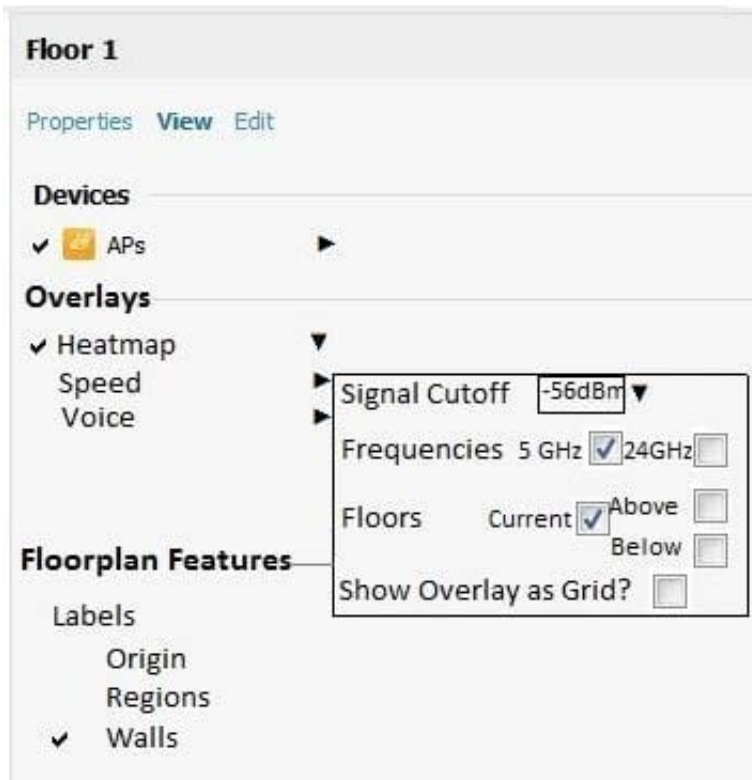 Floor 1
Properties View Edit
Devices
APs
Overlays
Heatmap
Speed
Voice
Signal Cutoff -56dBm
Frequencies 5 GHz 24GHz
Floors Current Above
Below
Show Overlay as Grid?
Floorplan Features
Labels
Origin
Regions
Walls